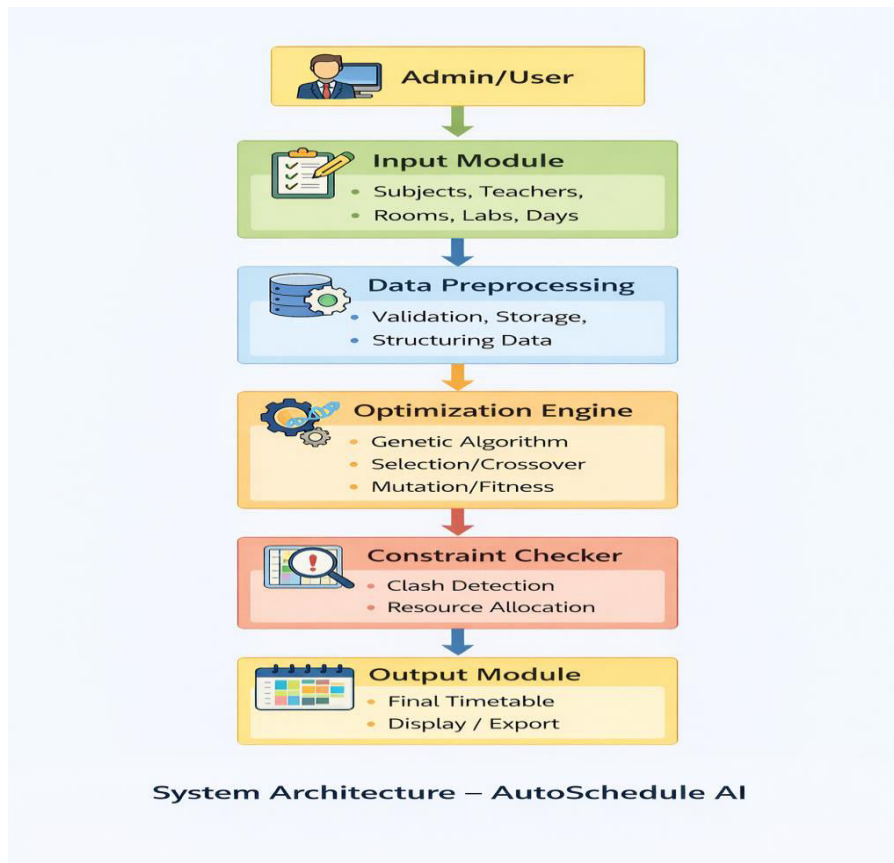 Admin/User
Input Module
• Subjects, Teachers,
• Rooms, Labs, Days
Data Preprocessing
• Validation, Storage,
• Structuring Data
Optimization Engine
• Genetic Algorithm
• Selection/Crossover
• Mutation/Fitness
Constraint Checker
• Clash Detection
• Resource Allocation
Output Module
• Final Timetable
• Display / Export
System Architecture – AutoSchedule AI